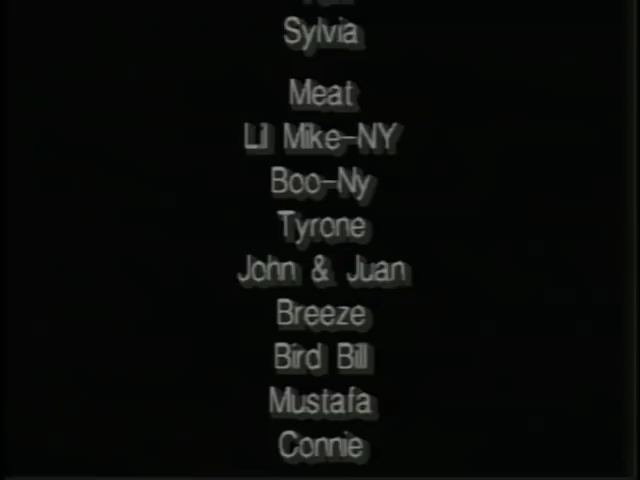 Sylvia
Meat
Lil Mike-NY
Boo-Ny
Tyrone
John & Juan
Breeze
Bird Bill
Mustafa
Connie